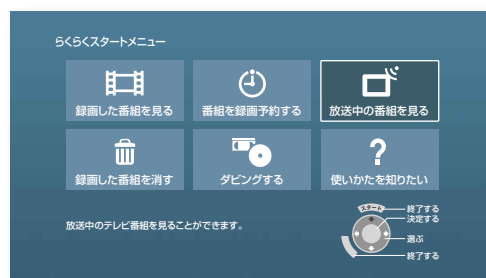 らくらくスタートメニュー
録画した番組を見る
番組を録画予約する
放送中の番組を見る
録画した番組を消す
ダビングする
使いかたを知りたい
放送中のテレビ番組を見ることができます。
スタート
終了する
決定する
選ぶ
終了する